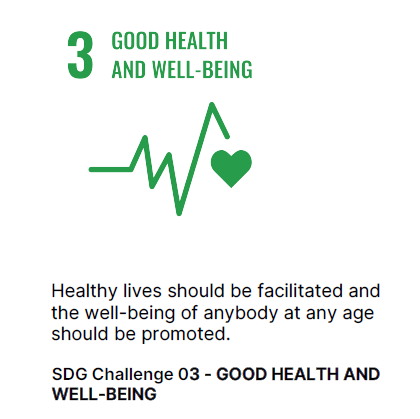 3 GOOD HEALTH
AND WELL-BEING
Healthy lives should be facilitated and
the well-being of anybody at any age
should be promoted.
SDG Challenge 03 - GOOD HEALTH AND
WELL-BEING